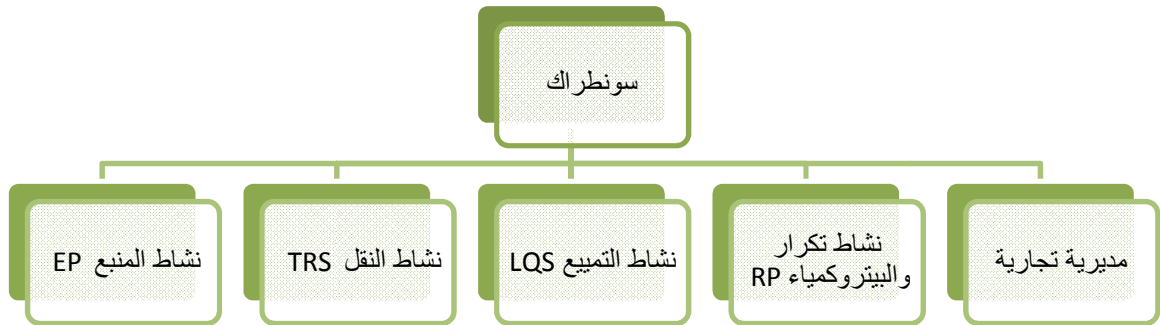 سونطراك
مديرية تجارية
نشاط تكرار
والبيتروكمياء RP
نشاط التمييع LQS
نشاط النقل TRS
نشاط المنبع EP